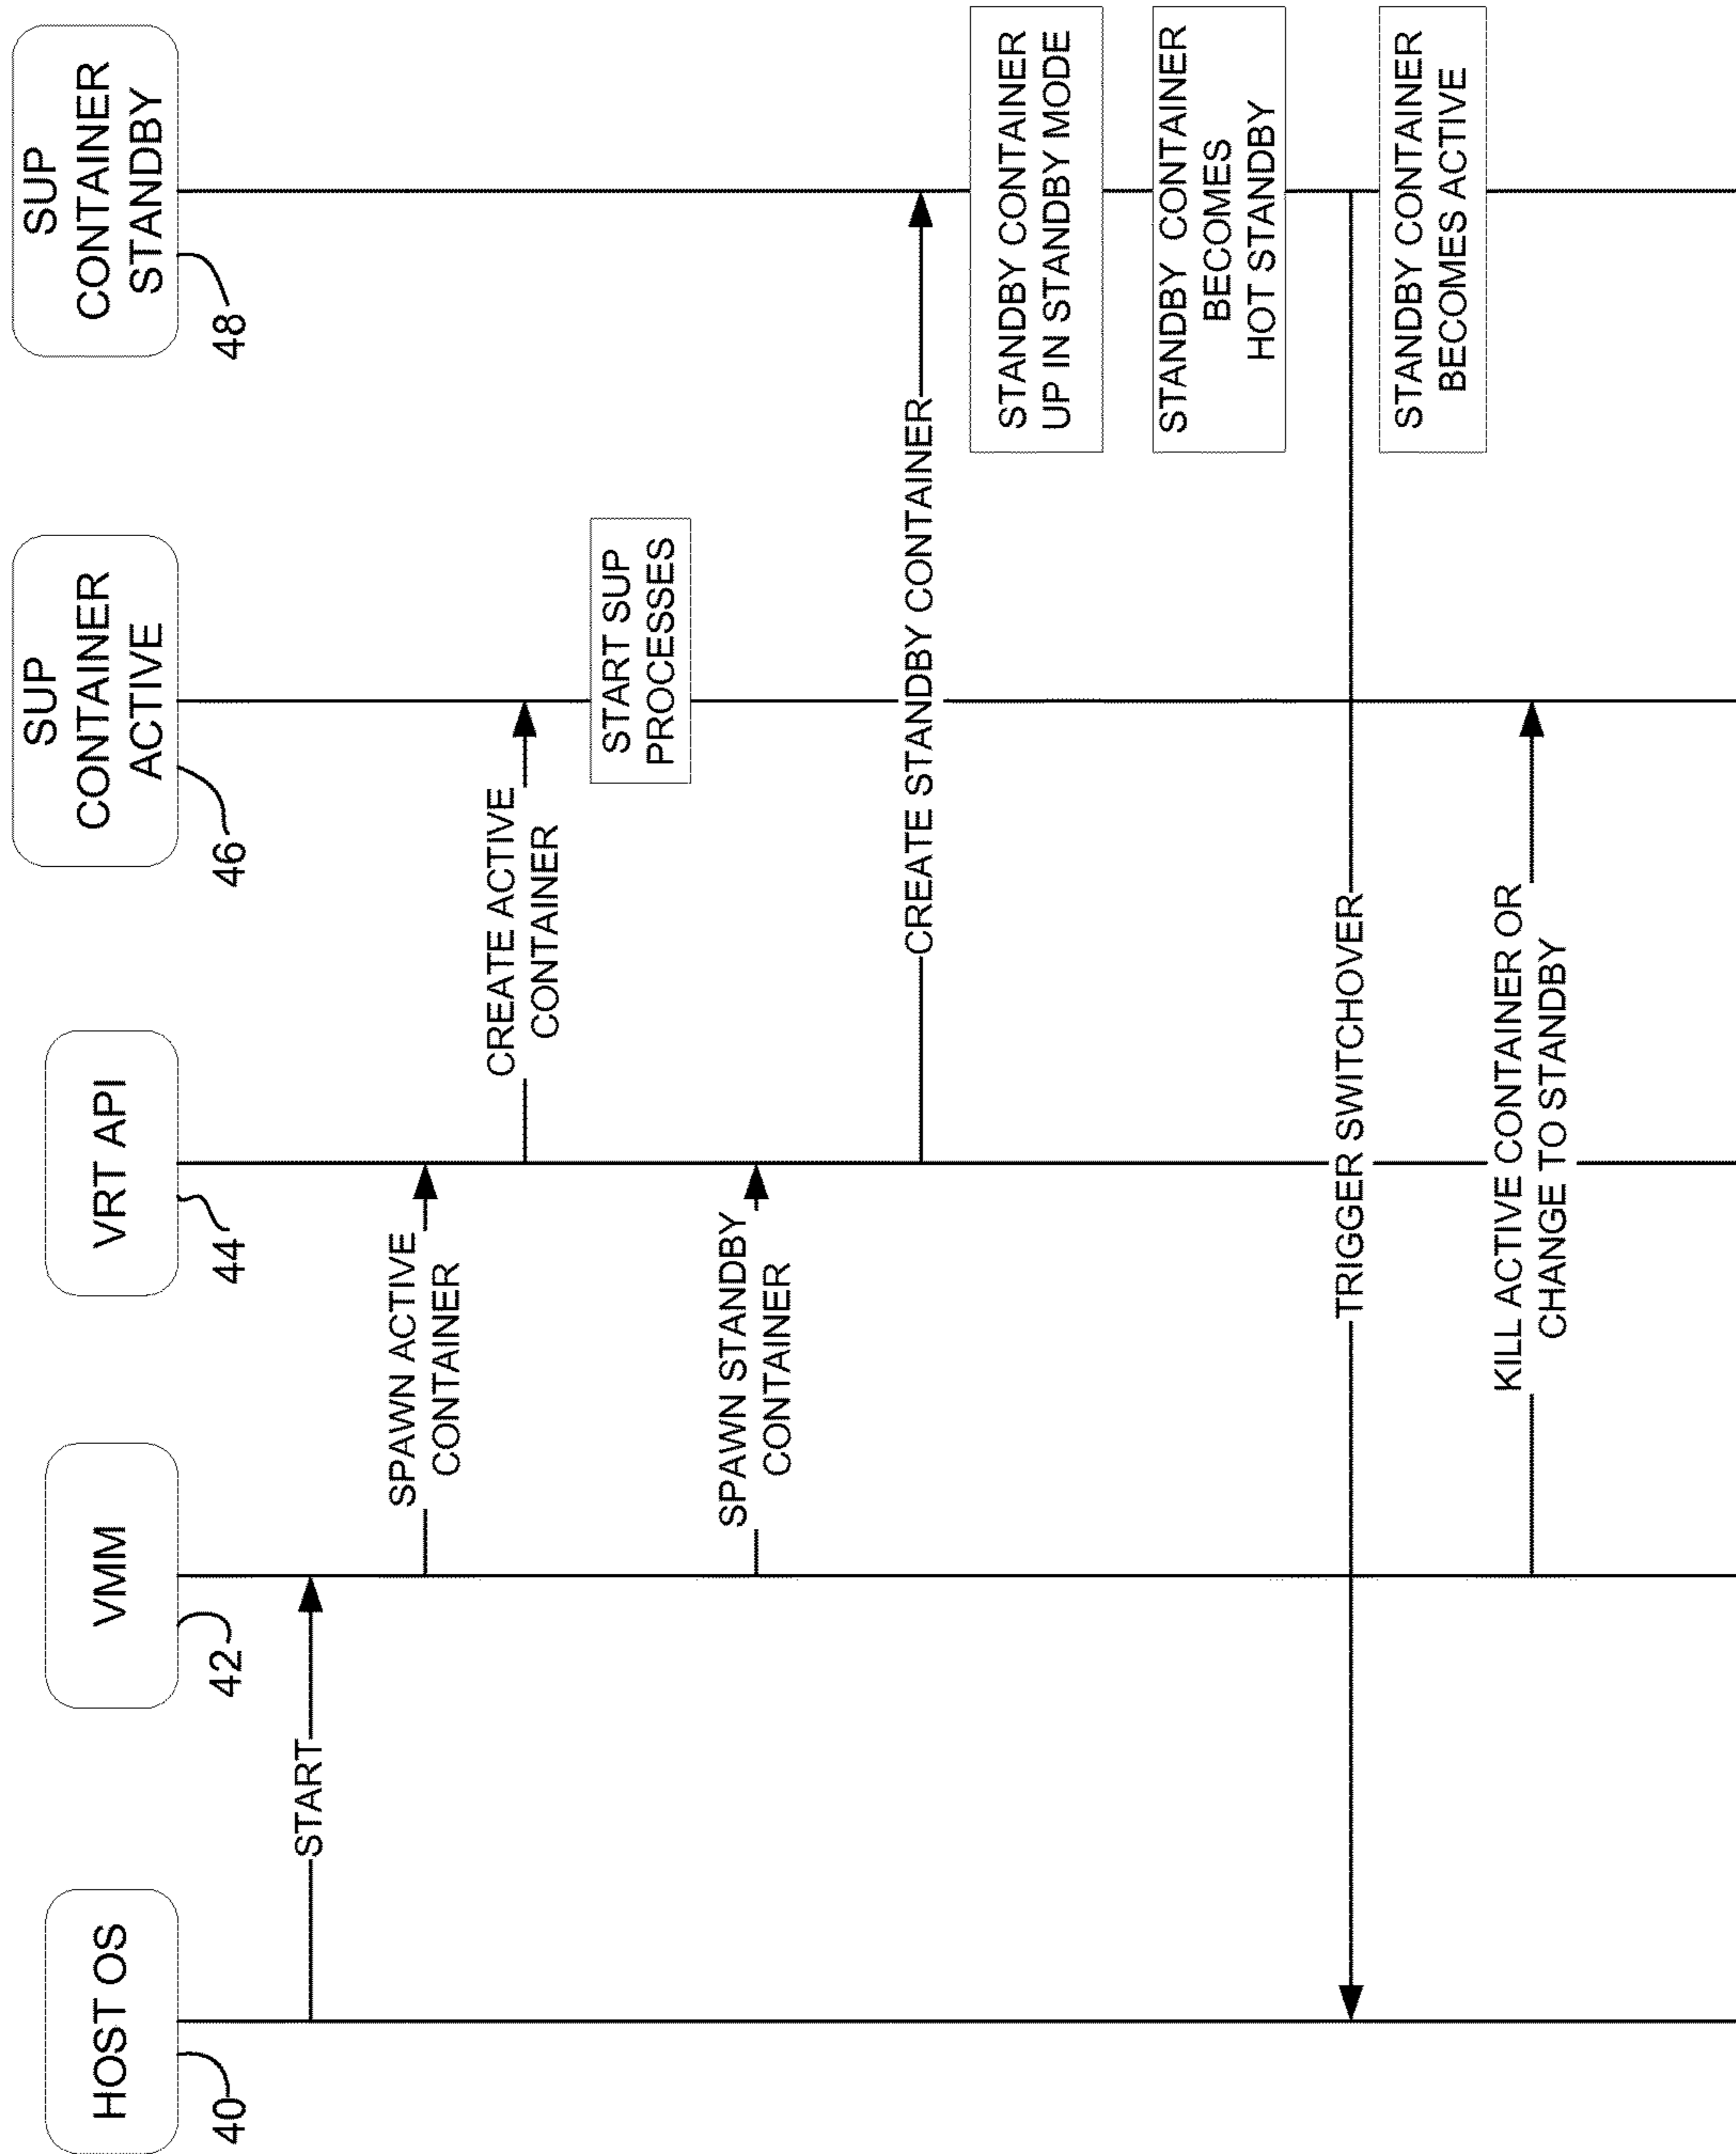 HOST OS
40
VMM
42
VRT API
44
SUP
CONTAINER
ACTIVE
46
SUP
CONTAINER
STANDBY
48
START
SPAWN ACTIVE
CONTAINER
CREATE ACTIVE
CONTAINER
START SUP
PROCESSES
SPAWN STANDBY
CONTAINER
CREATE STANDBY CONTAINER
STANDBY CONTAINER
UP IN STANDBY MODE
STANDBY CONTAINER
BECOMES
HOT STANDBY
TRIGGER SWITCHOVER
STANDBY CONTAINER
BECOMES ACTIVE
KILL ACTIVE CONTAINER OR
CHANGE TO STANDBY